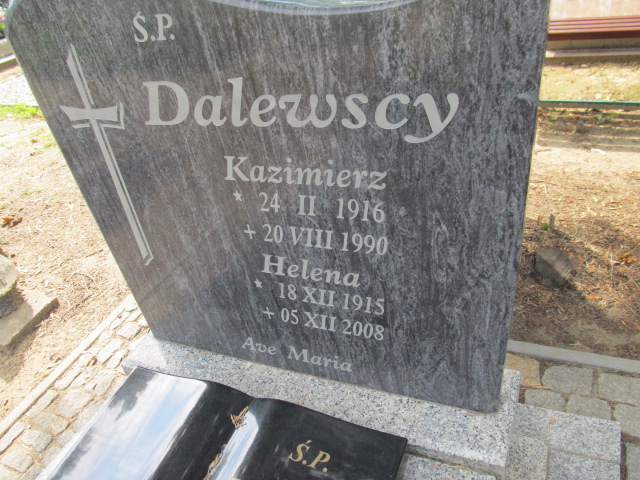 Ś.P.
Dalewscy
Kazimierz
* 24 II 1916
+ 20 VIII 1990
Helena
* 18 XII 1915
+ 05 XII 2008
Ave Maria
Ś.P.